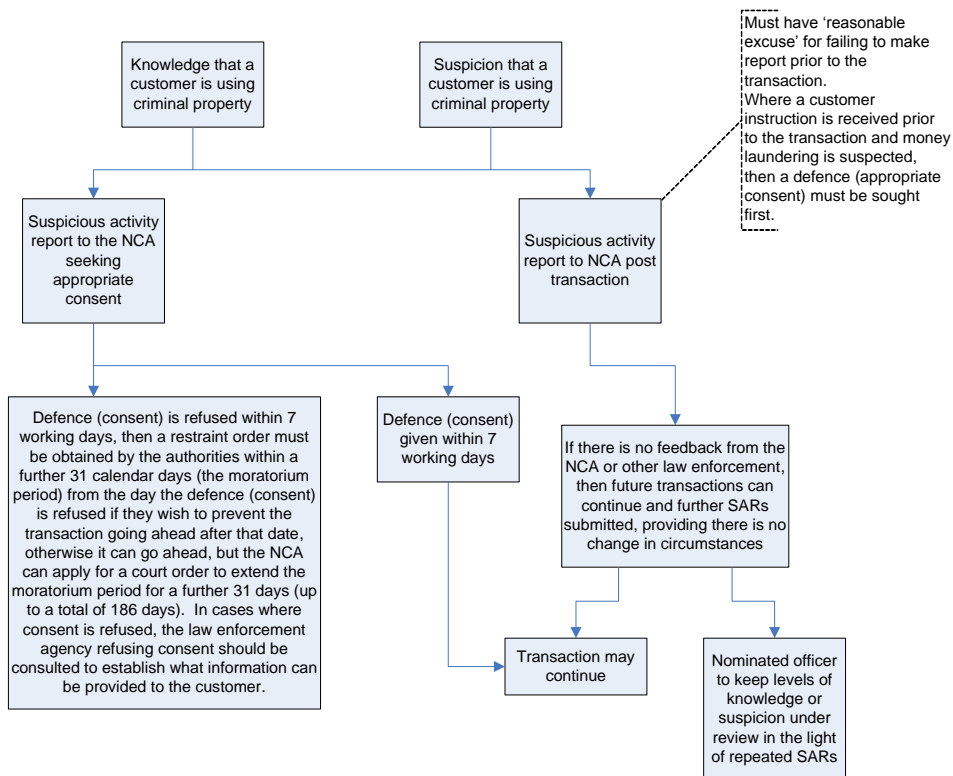 Knowledge that a
customer is using
criminal property
Suspicion that a
customer is using
criminal property
Must have ‘reasonable
excuse’ for failing to make
report prior to the
transaction.
Where a customer
instruction is received prior
to the transaction and money
laundering is suspected,
then a defence (appropriate
consent) must be sought
first.
Suspicious activity
report to the NCA
seeking
appropriate
consent
Suspicious activity
report to NCA post
transaction
Defence (consent) is refused within 7
working days, then a restraint order must
be obtained by the authorities within a
further 31 calendar days (the moratorium
period) from the day the defence (consent)
is refused if they wish to prevent the
transaction going ahead after that date,
otherwise it can go ahead, but the NCA
can apply for a court order to extend the
moratorium period for a further 31 days (up
to a total of 186 days).  In cases where
consent is refused, the law enforcement
agency refusing consent should be
consulted to establish what information can
be provided to the customer.
Defence (consent)
given within 7
working days
If there is no feedback from the
NCA or other law enforcement,
then future transactions can
continue and further SARs
submitted, providing there is no
change in circumstances
Transaction may
continue
Nominated officer
to keep levels of
knowledge or
suspicion under
review in the light
of repeated SARs